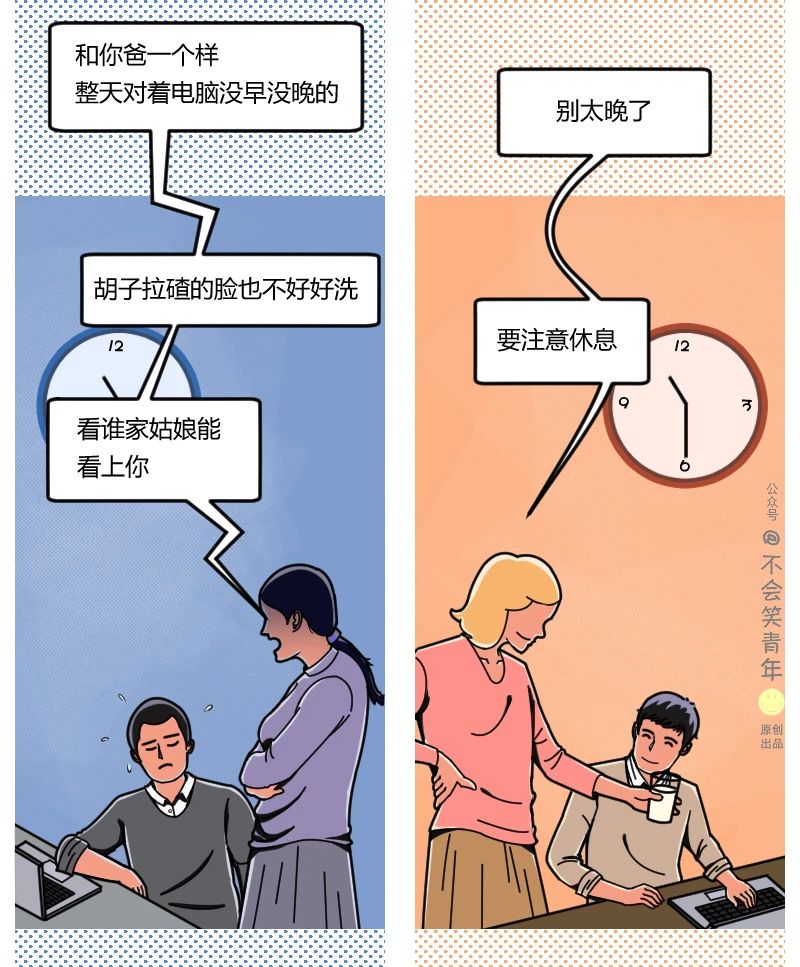 和你爸一个样
整天对着电脑没早没晚的
胡子拉碴的脸也不好好洗
12
看谁家姑娘能
看上你
别太晚了
要注意休息
12
9
3
6
公众号
@不会笑青年
原创
出品